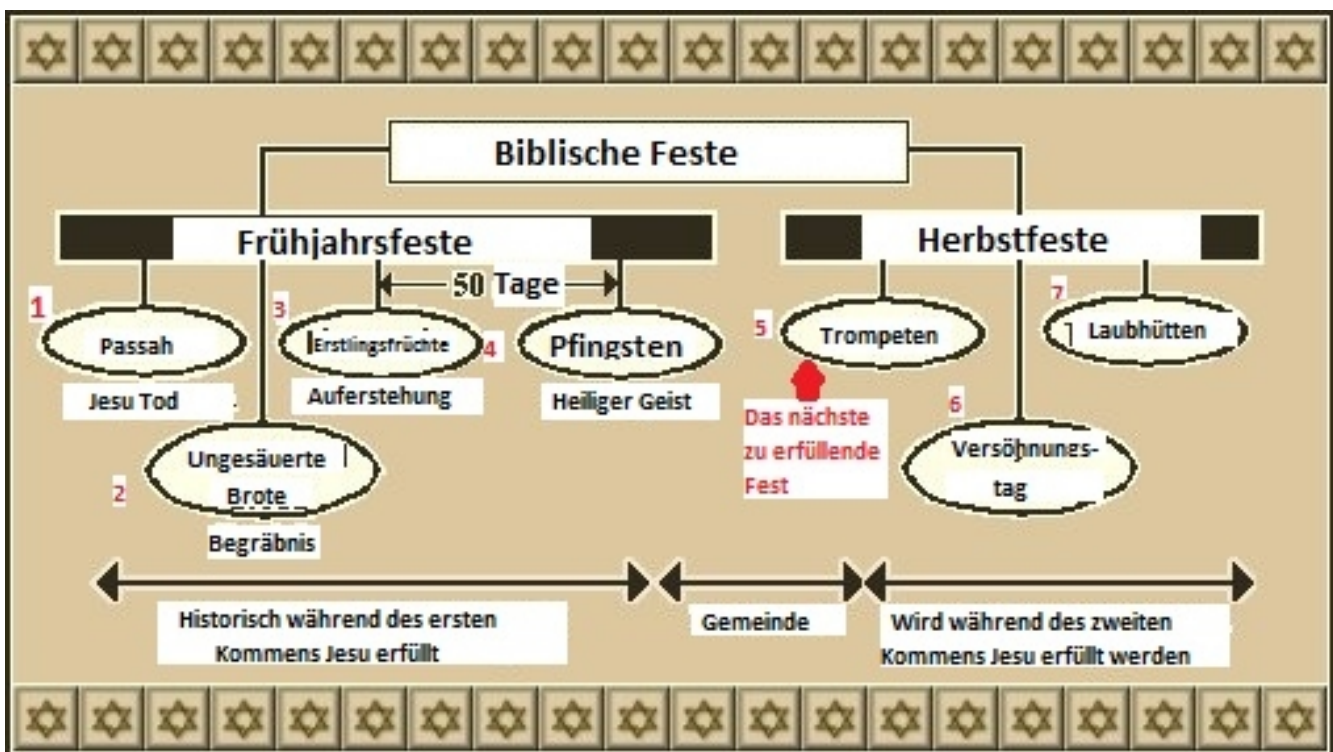 Biblische Feste
Frühjahrsfeste
Herbstfeste
50 Tage
1
Passah
Jesu Tod
2
Ungesäuerte
Brote
Begräbnis
3
Erstlingsfrüchte
Auferstehung
4
Pfingsten
Heiliger Geist
5
Trompeten
Das nächste
zu erfüllende
Fest
6
Versöhnungs-
tag
7
Laubhütten
Historisch während des ersten
Kommens Jesu erfüllt
Gemeinde
Wird während des zweiten
Kommens Jesu erfüllt werden